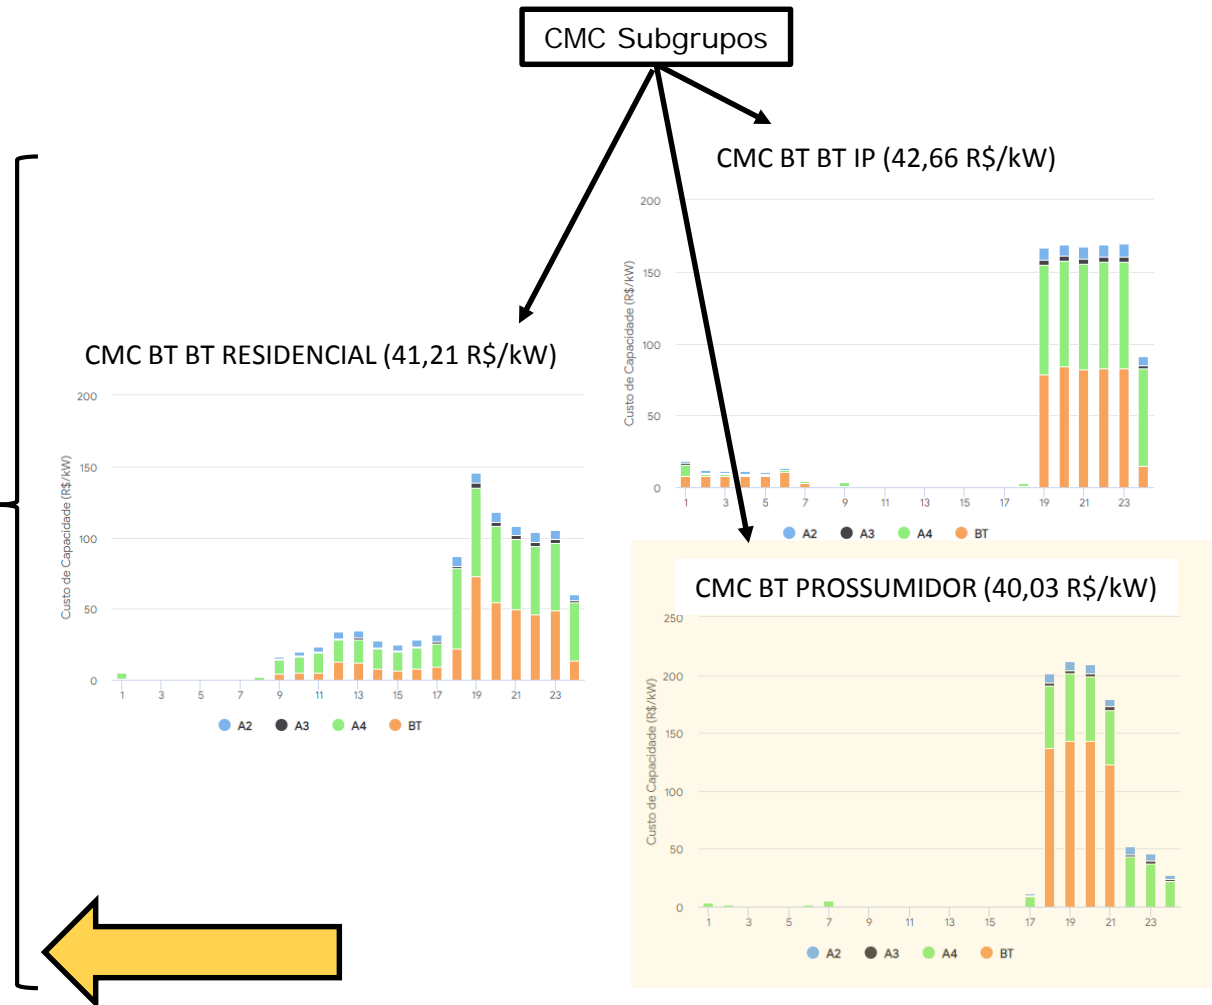 CMC Subgrupos
CMC BT BT IP (42,66 R$/kW)
Custo de Capacidade (R$/kW)
200
150
100
50
0
1 3 5 7 9 11 13 15 17 19 21 23
A2 A3 A4 BT
CMC BT BT RESIDENCIAL (41,21 R$/kW)
Custo de Capacidade (R$/kW)
200
150
100
50
0
1 3 5 7 9 11 13 15 17 19 21 23
A2 A3 A4 BT
CMC BT PROSSUMIDOR (40,03 R$/kW)
Custo de Capacidade (R$/kW)
250
200
150
100
50
0
1 3 5 7 9 11 13 15 17 19 21 23
A2 A3 A4 BT